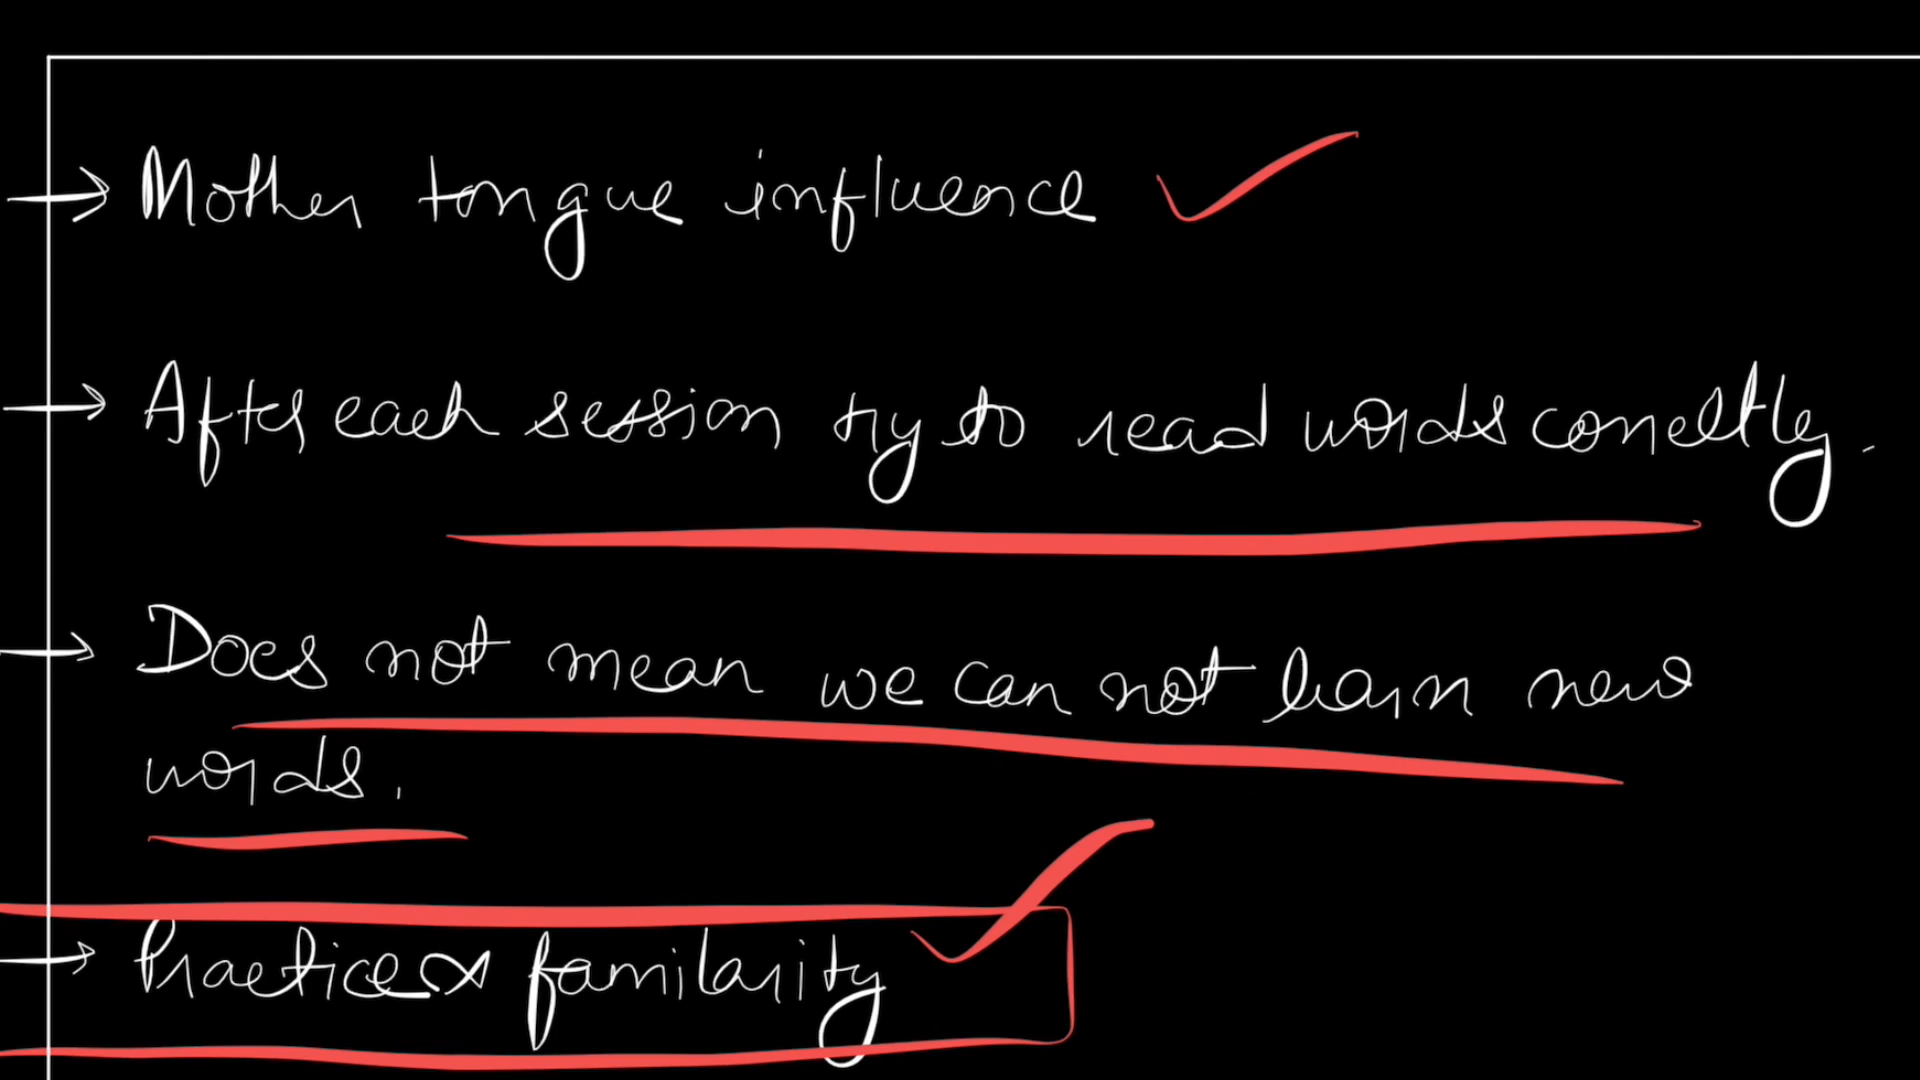 → Mother tongue influence ✓
→ After each session try to read words correctly.
→ Does not mean we can not learn new
words.
→ Practice & familarity ✓